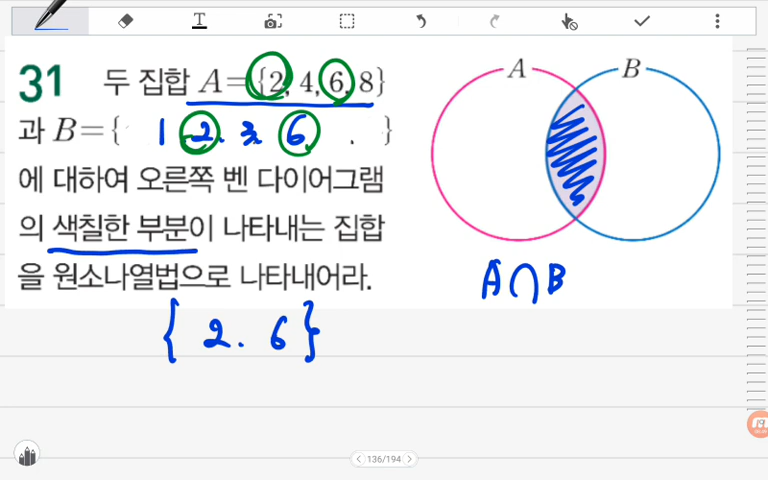 T
31 두 집합 A={2, 4, 6, 8}
과 B={ 1 2. 3. 6. . }
에 대하여 오른쪽 벤 다이어그램
의 색칠한 부분이 나타내는 집합
을 원소나열법으로 나타내어라.
A B
A∩B
{ 2. 6 }
136/194